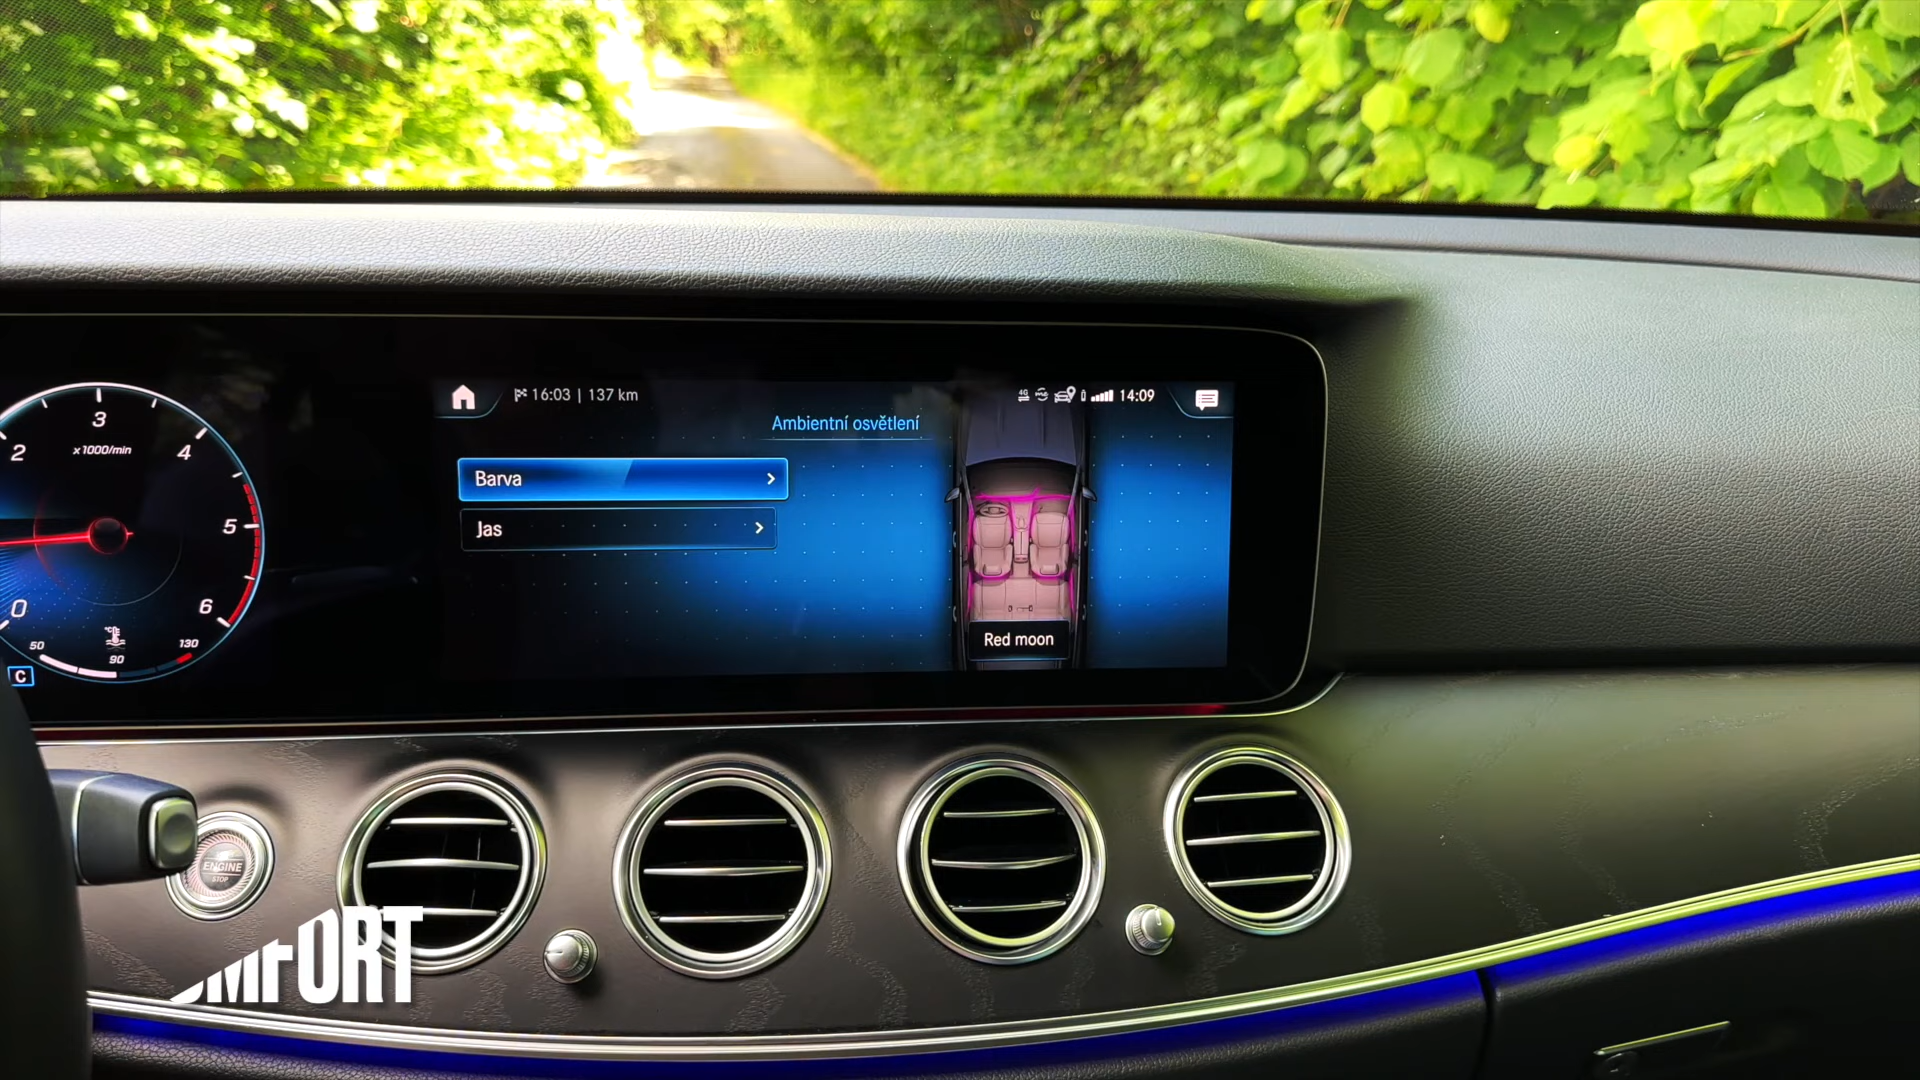 16:03 | 137 km
4G
14:09
Ambientní osvětlení
Barva
Jas
Red moon
3
2
4
x1000/min
5
0
6
50
130
90
°C
C
ENGINE
STOP